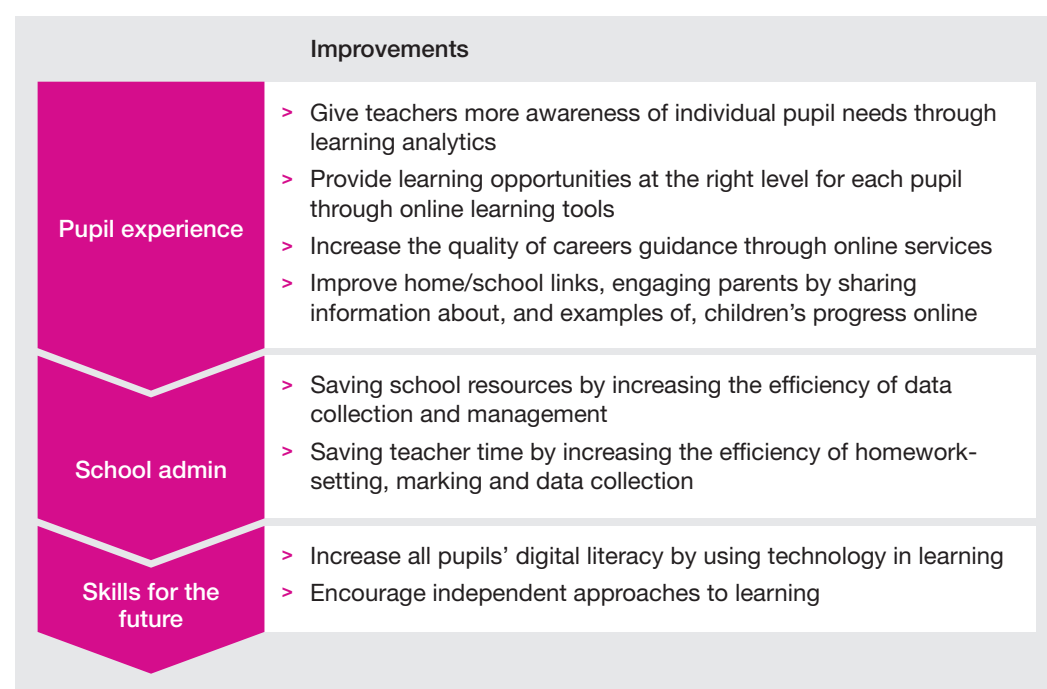 Improvements
Pupil experience
> Give teachers more awareness of individual pupil needs through
learning analytics
> Provide learning opportunities at the right level for each pupil
through online learning tools
> Increase the quality of careers guidance through online services
> Improve home/school links, engaging parents by sharing
information about, and examples of, children’s progress online
School admin
> Saving school resources by increasing the efficiency of data
collection and management
> Saving teacher time by increasing the efficiency of homework-
setting, marking and data collection
Skills for the
future
> Increase all pupils’ digital literacy by using technology in learning
> Encourage independent approaches to learning